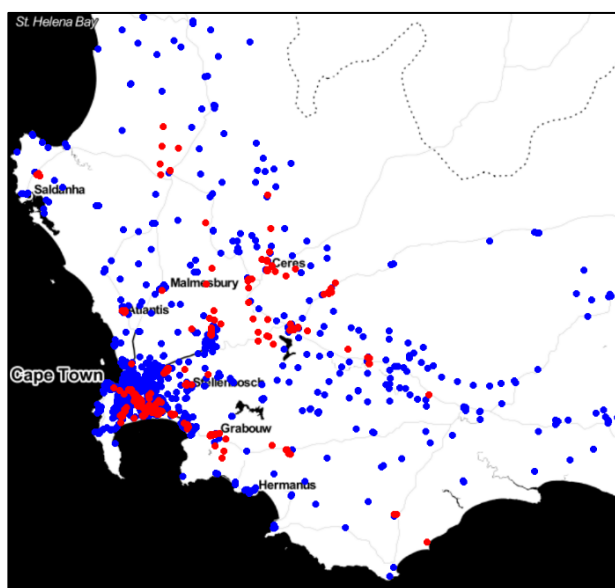 St. Helena Bay
Saldanha
Ceres
Malmesbury
Atlantis
Cape Town
Stellenbosch
Grabouw
Hermanus